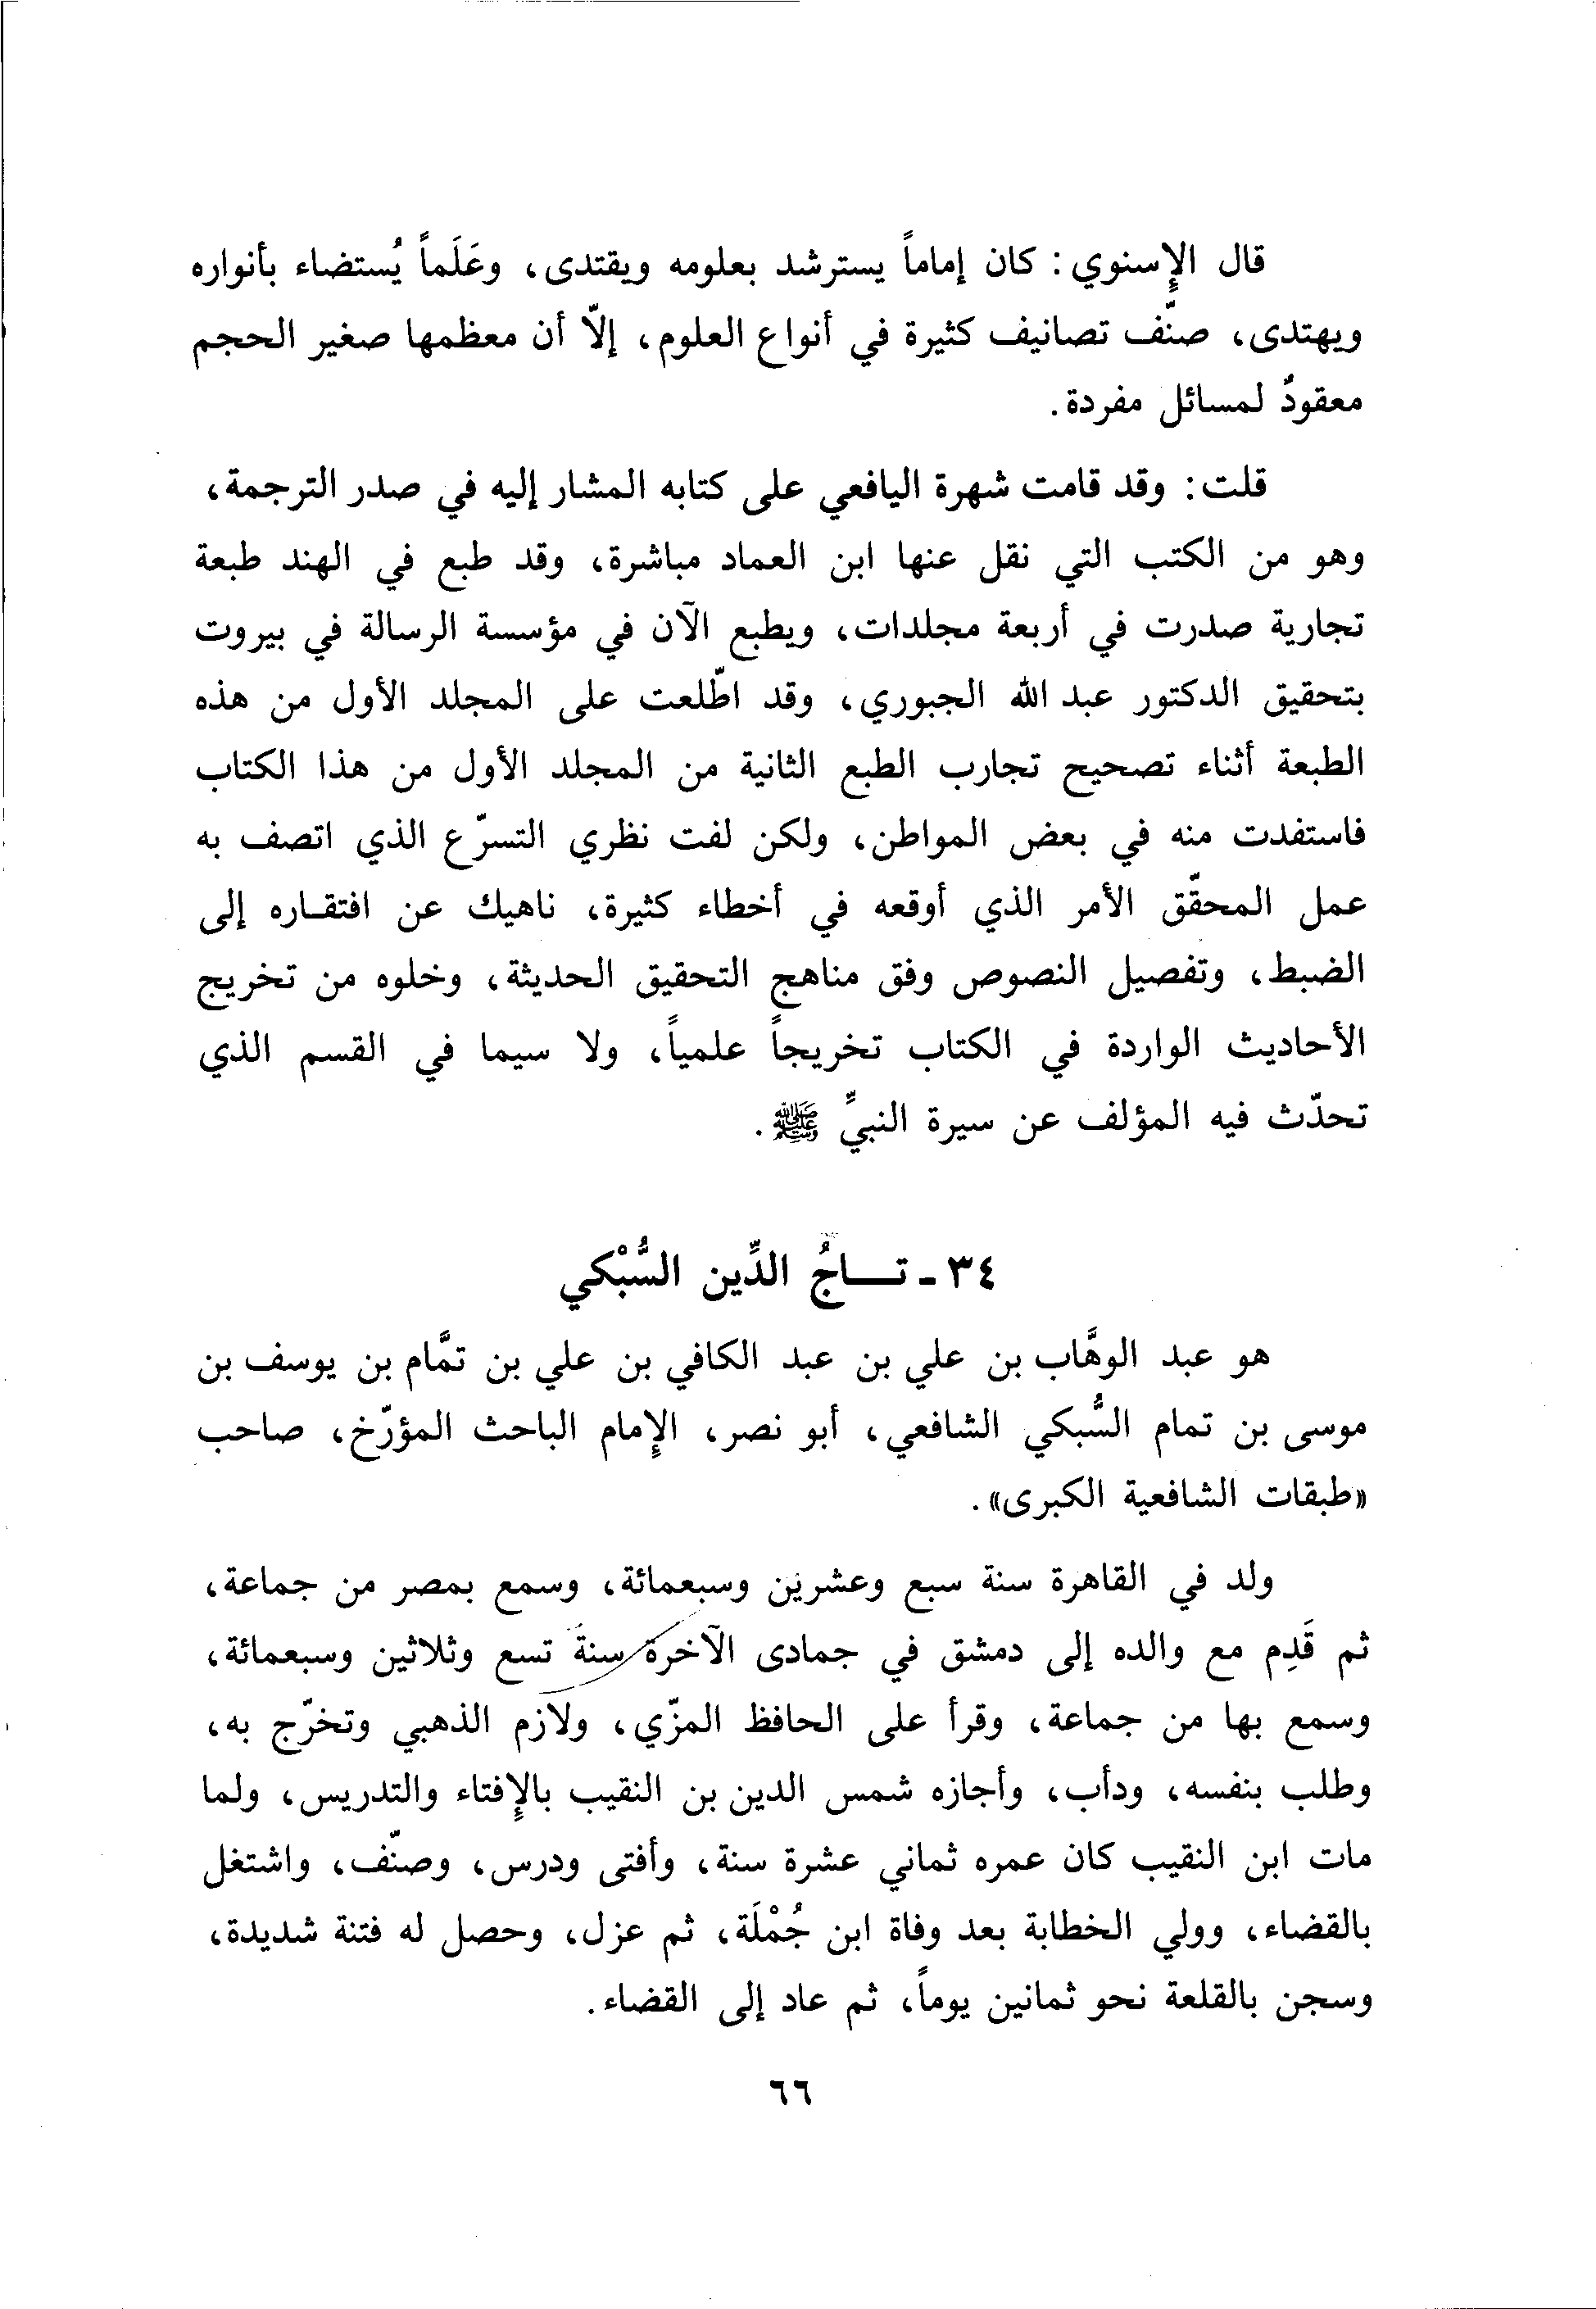 قال الإسنوي: كان إماماً يسترشد بعلومه ويقتدى، وعَلَماً يُستضاء بأنواره
ويهتدى، صنّف تصانيف كثيرة في أنواع العلوم، إلاّ أن معظمها صغير الحجم
معقودٌ لمسائل مفردة.
قلت: وقد قامت شهرة اليافعي على كتابه المشار إليه في صدر الترجمة،
وهو من الكتب التي نقل عنها ابن العماد مباشرة، وقد طبع في الهند طبعة
تجارية صدرت في أربعة مجلدات، ويطبع الآن في مؤسسة الرسالة في بيروت
بتحقيق الدكتور عبد الله الجبوري، وقد اطّلعت على المجلد الأول من هذه
الطبعة أثناء تصحيح تجارب الطبع الثانية من المجلد الأول من هذا الكتاب
فاستفدت منه في بعض المواطن، ولكن لفت نظري التسرّع الذي اتصف به
عمل المحقّق الأمر الذي أوقعه في أخطاء كثيرة، ناهيك عن افتقـاره إلى
الضبط، وتفصيل النصوص وفق مناهج التحقيق الحديثة، وخلوه من تخريج
الأحاديث الواردة في الكتاب تخريجاً علمياً، ولا سيما في القسم الذي
تحدّث فيه المؤلف عن سيرة النبيِّ ﷺ.
٣٤ - تـــاجُ الدِّين السُّبْكي
هو عبد الوهَّاب بن علي بن عبد الكافي بن علي بن تمَّام بن يوسف بن
موسى بن تمام السُّبكي الشافعي، أبو نصر، الإمام الباحث المؤرّخ، صاحب
«طبقات الشافعية الكبرى».
ولد في القاهرة سنة سبع وعشرين وسبعمائة، وسمع بمصر من جماعة،
ثم قَدِم مع والده إلى دمشق في جمادى الآخرة سنة تسع وثلاثين وسبعمائة،
وسمع بها من جماعة، وقرأ على الحافظ المزّي، ولازم الذهبي وتخرّج به،
وطلب بنفسه، ودأب، وأجازه شمس الدين بن النقيب بالإفتاء والتدريس، ولما
مات ابن النقيب كان عمره ثماني عشرة سنة، وأفتى ودرس، وصنّف، واشتغل
بالقضاء، وولي الخطابة بعد وفاة ابن جُمْلَة، ثم عزل، وحصل له فتنة شديدة،
وسجن بالقلعة نحو ثمانين يوماً، ثم عاد إلى القضاء.
٦٦